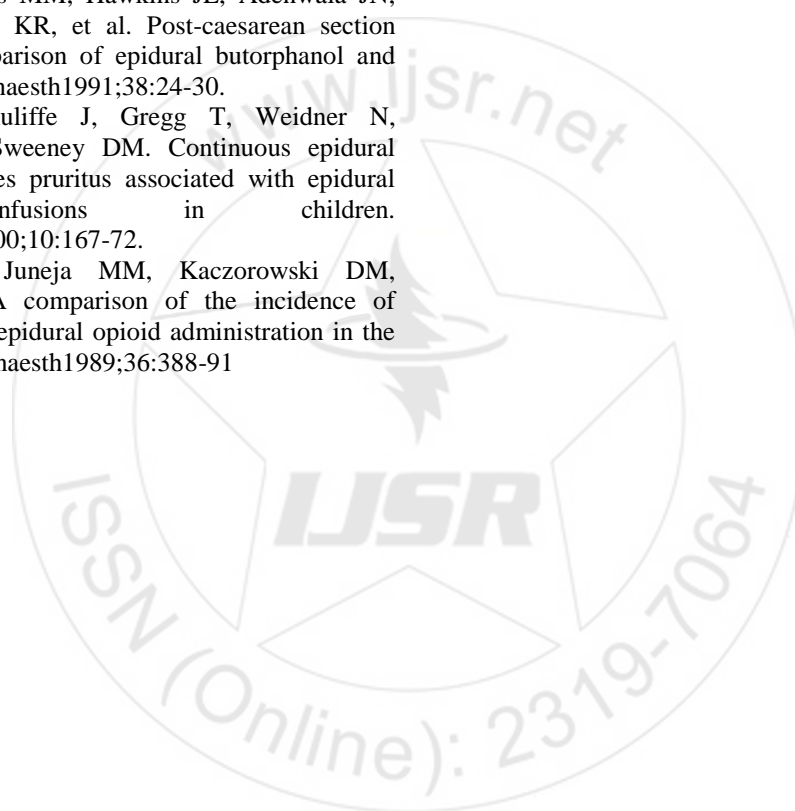 s MM, Hawkins JE, Adenwala JN,
KR, et al. Post-caesarean section
parison of epidural butorphanol and
naesth1991;38:24-30.
uliffe J, Gregg T, Weidner N,
Sweeney DM. Continuous epidural
es pruritus associated with epidural
nfusions in children.
00;10:167-72.
Juneja MM, Kaczorowski DM,
A comparison of the incidence of
epidural opioid administration in the
naesth1989;36:388-91
www.ijsr.net
IJSR
ISSN (Online): 2319-7064